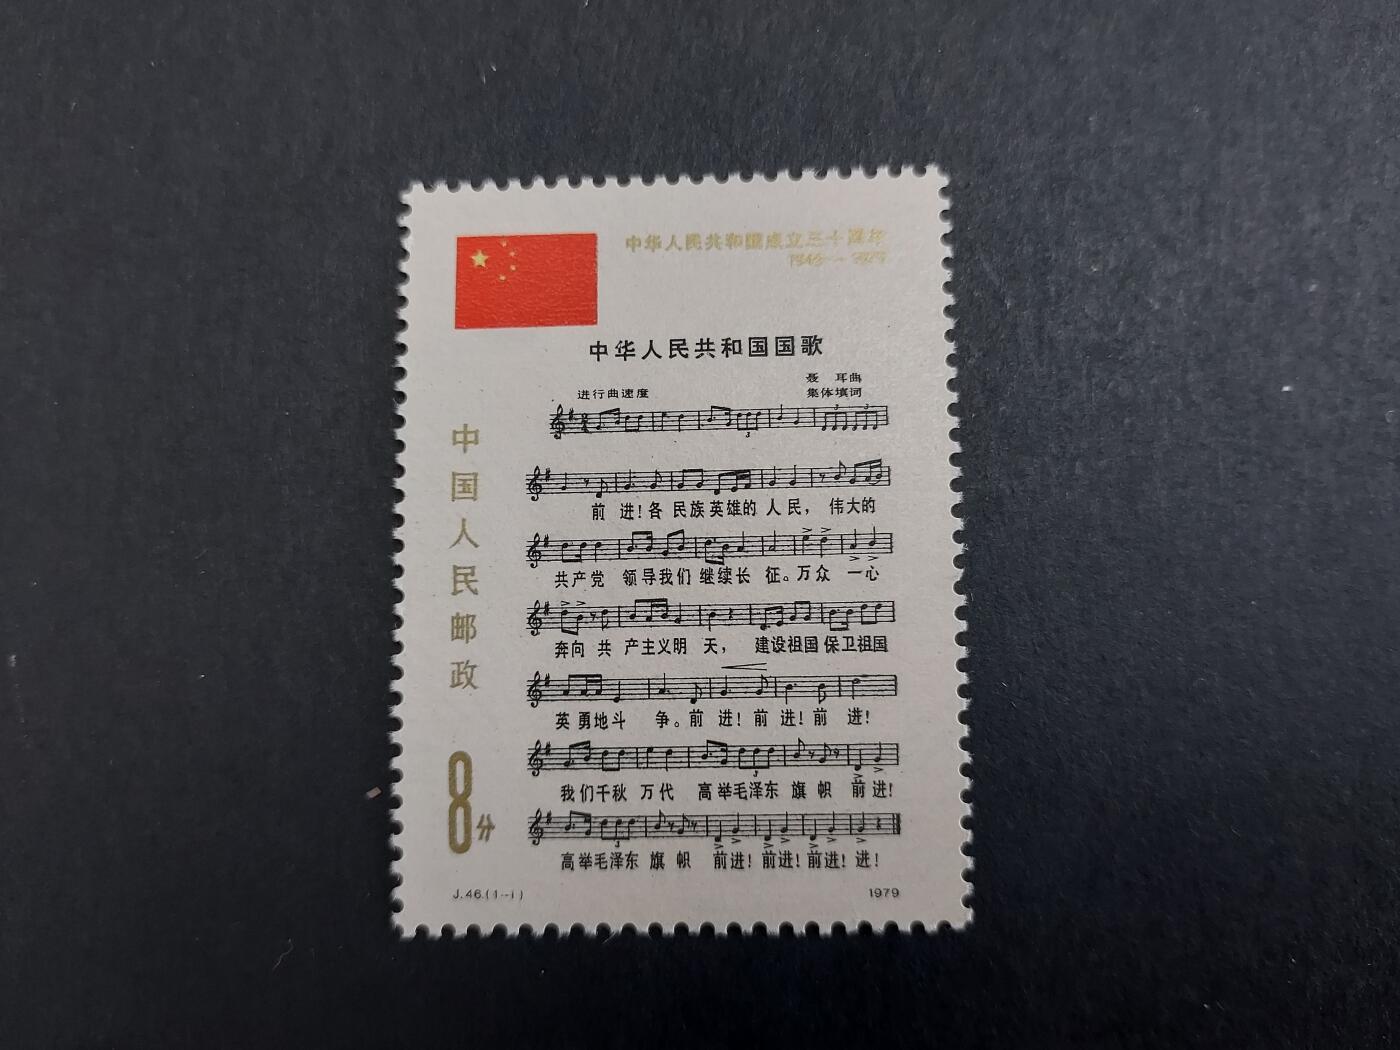 中华人民共和国成立三十周年
1949—1979
中华人民共和国国歌
聂 耳曲
进行曲速度
集体填词
前 进！各 民族英雄的 人民， 伟大的
共产党 领导我们 继续长 征。万众 一心
奔向 共 产主义明 天， 建设祖国 保卫祖国
英 勇地斗 争。前 进！前 进！前 进！
我们千秋 万代 高举毛泽东 旗 帜 前进！
高举毛泽东 旗 帜 前进！前进！前进！进！
中国人民邮政
8分
J.46.(1-1)
1979